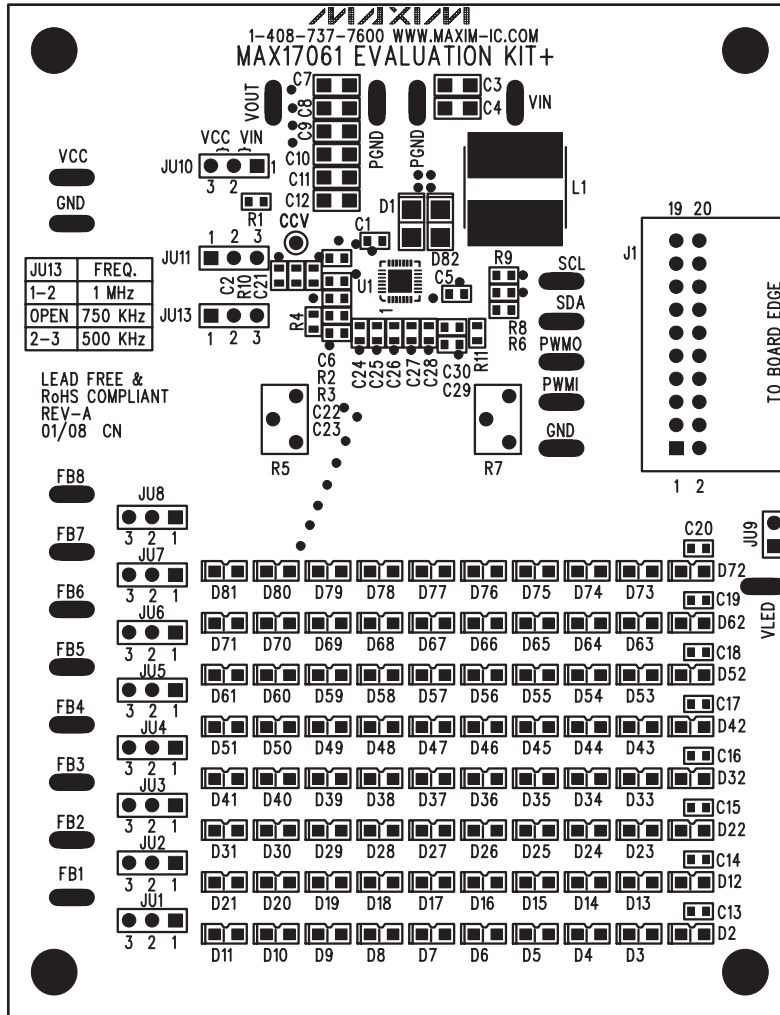 MAXIM
1-408-737-7600 WWW.MAXIM-IC.COM
MAX17061 EVALUATION KIT+
VOUT
C7
C8
C9
C10
C11
C12
PGND
PGND
C3
C4
VIN
VCC
GND
VCC VIN
JU10
1
3 2
R1
CCV
C1
D1
D82
L1
J1
19 20
1 2
TO BOARD EDGE
JU13 FREQ.
1-2 1 MHz
OPEN 750 KHz
2-3 500 KHz
JU11
1 2 3
C2
R10
C21
JU13
1 2 3
R4
U1
1
C5
R9
R8
R6
SCL
SDA
PWMO
PWMI
GND
C6
R2
R3
C22
C23
C24
C25
C26
C27
C28
C30
C29
R11
LEAD FREE &
RoHS COMPLIANT
REV-A
01/08 CN
R5
R7
FB8
JU8
3 2 1
FB7
JU7
3 2 1
FB6
JU6
3 2 1
FB5
JU5
3 2 1
FB4
JU4
3 2 1
FB3
JU3
3 2 1
FB2
JU2
3 2 1
FB1
JU1
3 2 1
JU9
VLED
C20
D81 D80 D79 D78 D77 D76 D75 D74 D73 D72
C19
D71 D70 D69 D68 D67 D66 D65 D64 D63 D62
C18
D61 D60 D59 D58 D57 D56 D55 D54 D53 D52
C17
D51 D50 D49 D48 D47 D46 D45 D44 D43 D42
C16
D41 D40 D39 D38 D37 D36 D35 D34 D33 D32
C15
D31 D30 D29 D28 D27 D26 D25 D24 D23 D22
C14
D21 D20 D19 D18 D17 D16 D15 D14 D13 D12
C13
D11 D10 D9 D8 D7 D6 D5 D4 D3 D2